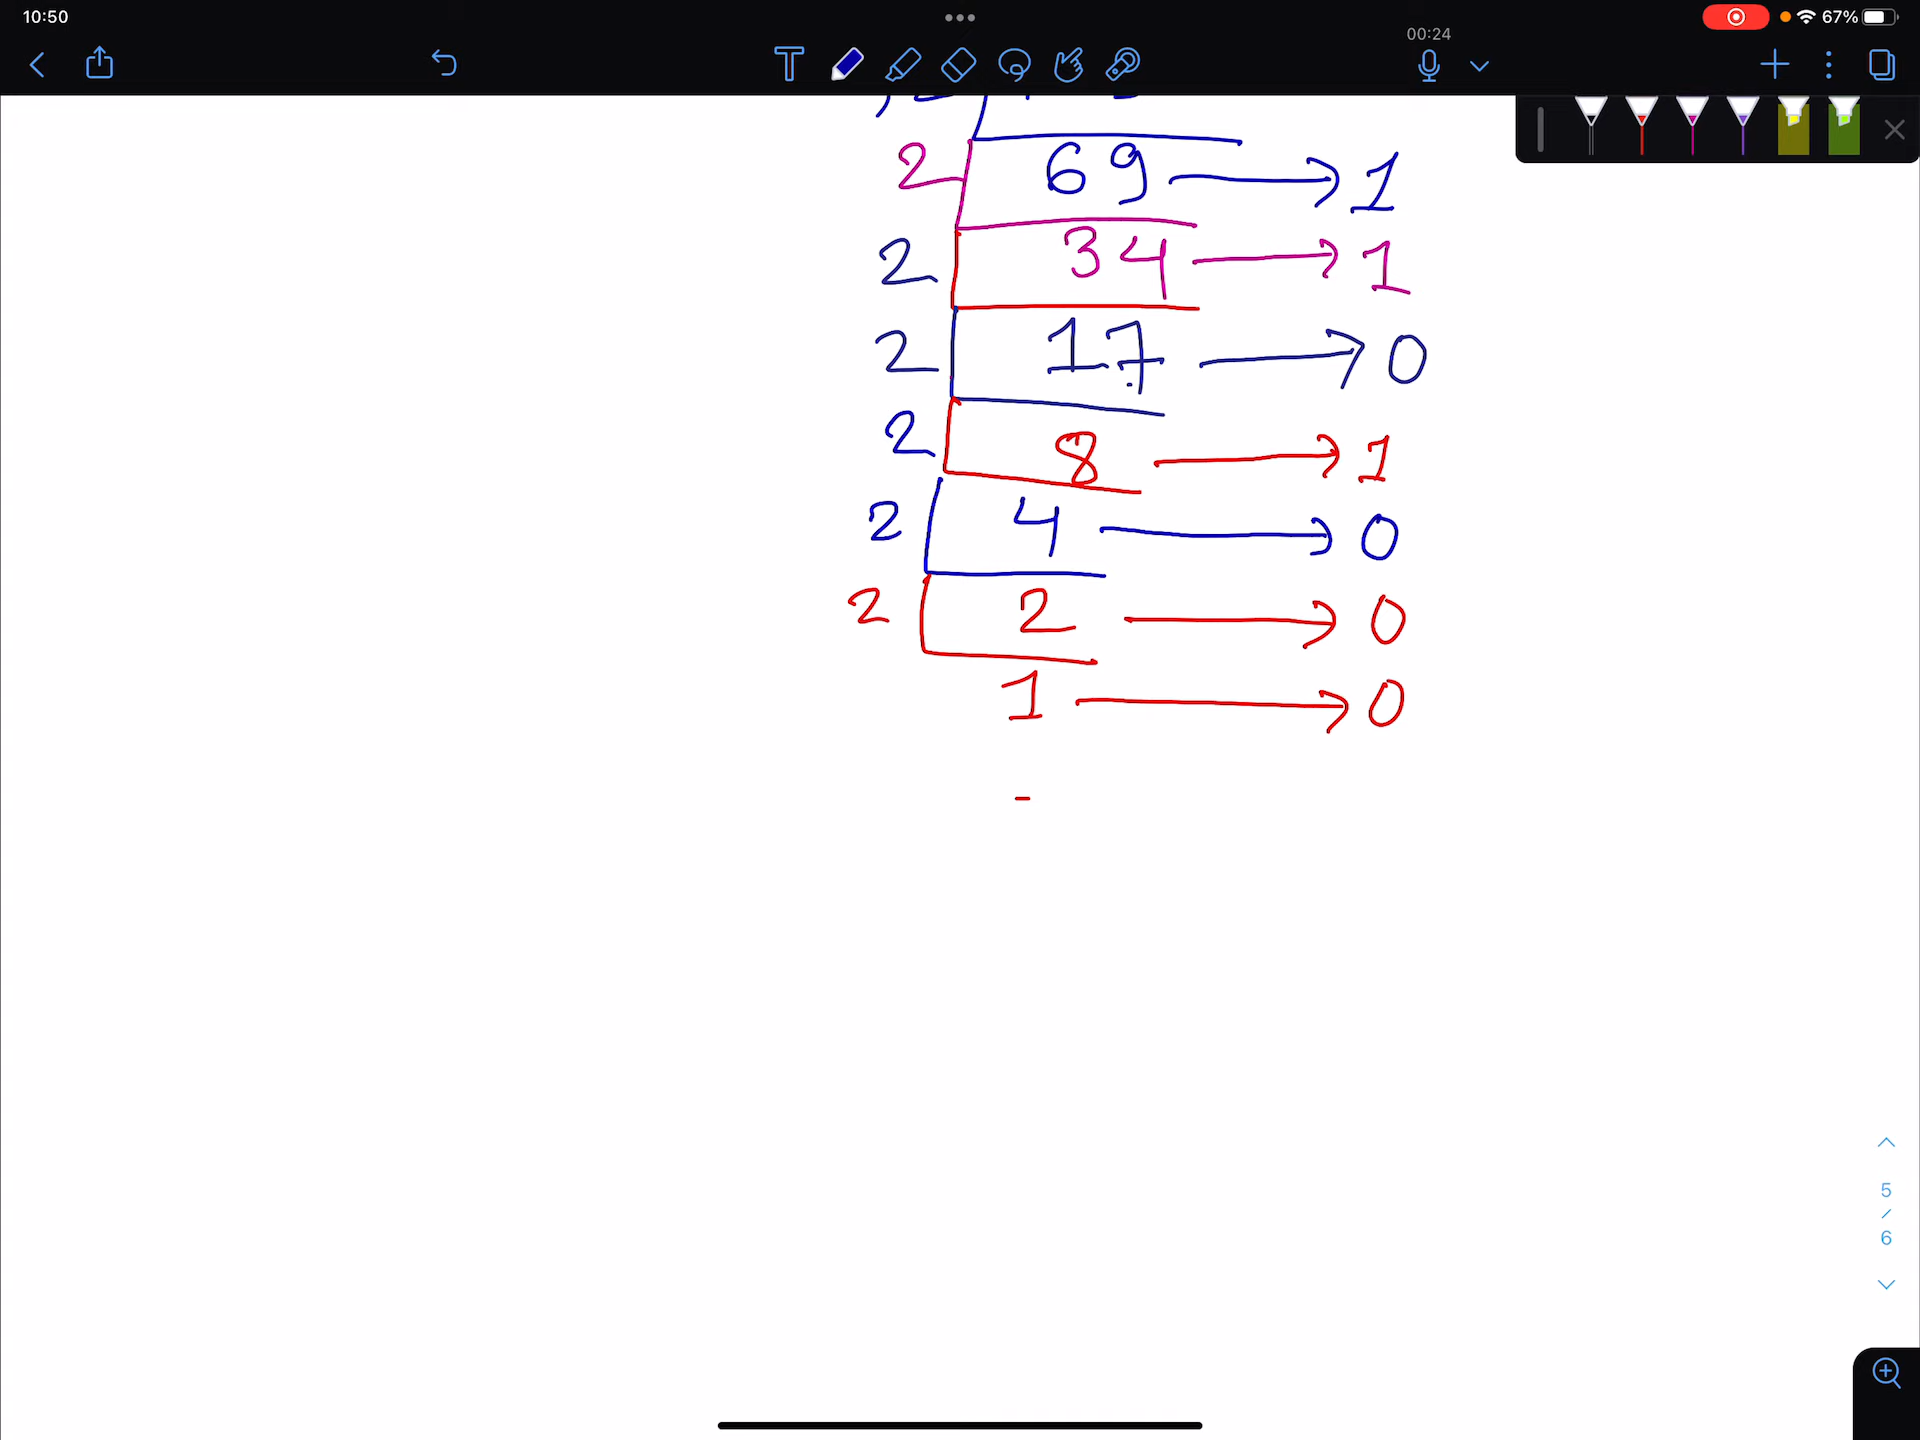 10:50
67%
00:24
T
2 69 → 1
2 34 → 1
2 17 → 0
2 8 → 1
2 4 → 0
2 2 → 0
1 → 0
-
5
/
6